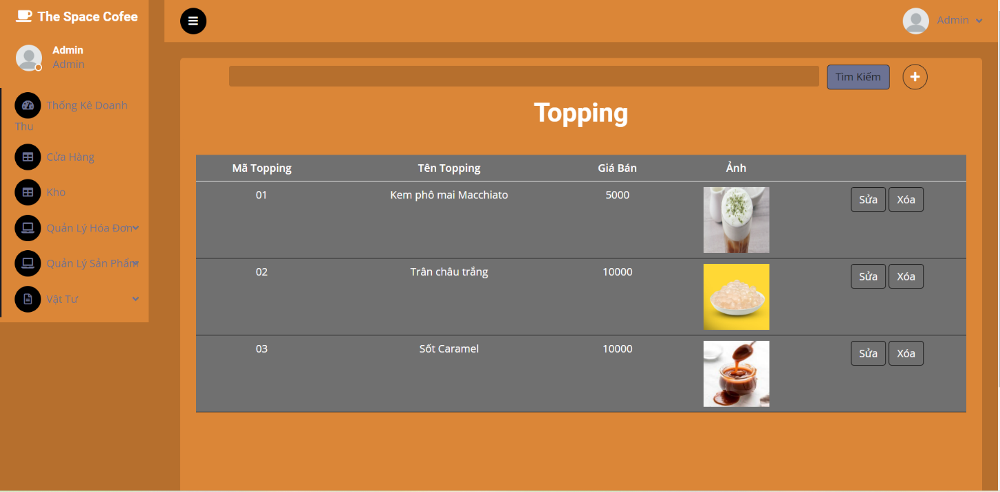 The Space Cofee
Admin
Admin
Admin
Thống Kê Doanh
Thu
Cửa Hàng
Kho
Quản Lý Hóa Đơn
Quản Lý Sản Phẩm
Vật Tư
Tìm Kiếm
Topping
Mã Topping Tên Topping Giá Bán Ảnh
01 Kem phô mai Macchiato 5000 Sửa Xóa
02 Trân châu trắng 10000 Sửa Xóa
03 Sốt Caramel 10000 Sửa Xóa